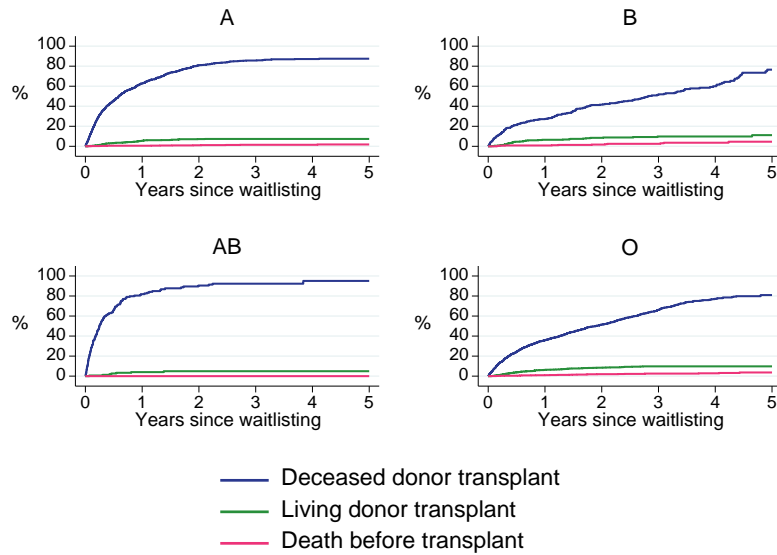 A
B
%
100
80
60
40
20
0
0 1 2 3 4 5
Years since waitlisting
%
100
80
60
40
20
0
0 1 2 3 4 5
Years since waitlisting
AB
O
%
100
80
60
40
20
0
0 1 2 3 4 5
Years since waitlisting
%
100
80
60
40
20
0
0 1 2 3 4 5
Years since waitlisting
Deceased donor transplant
Living donor transplant
Death before transplant